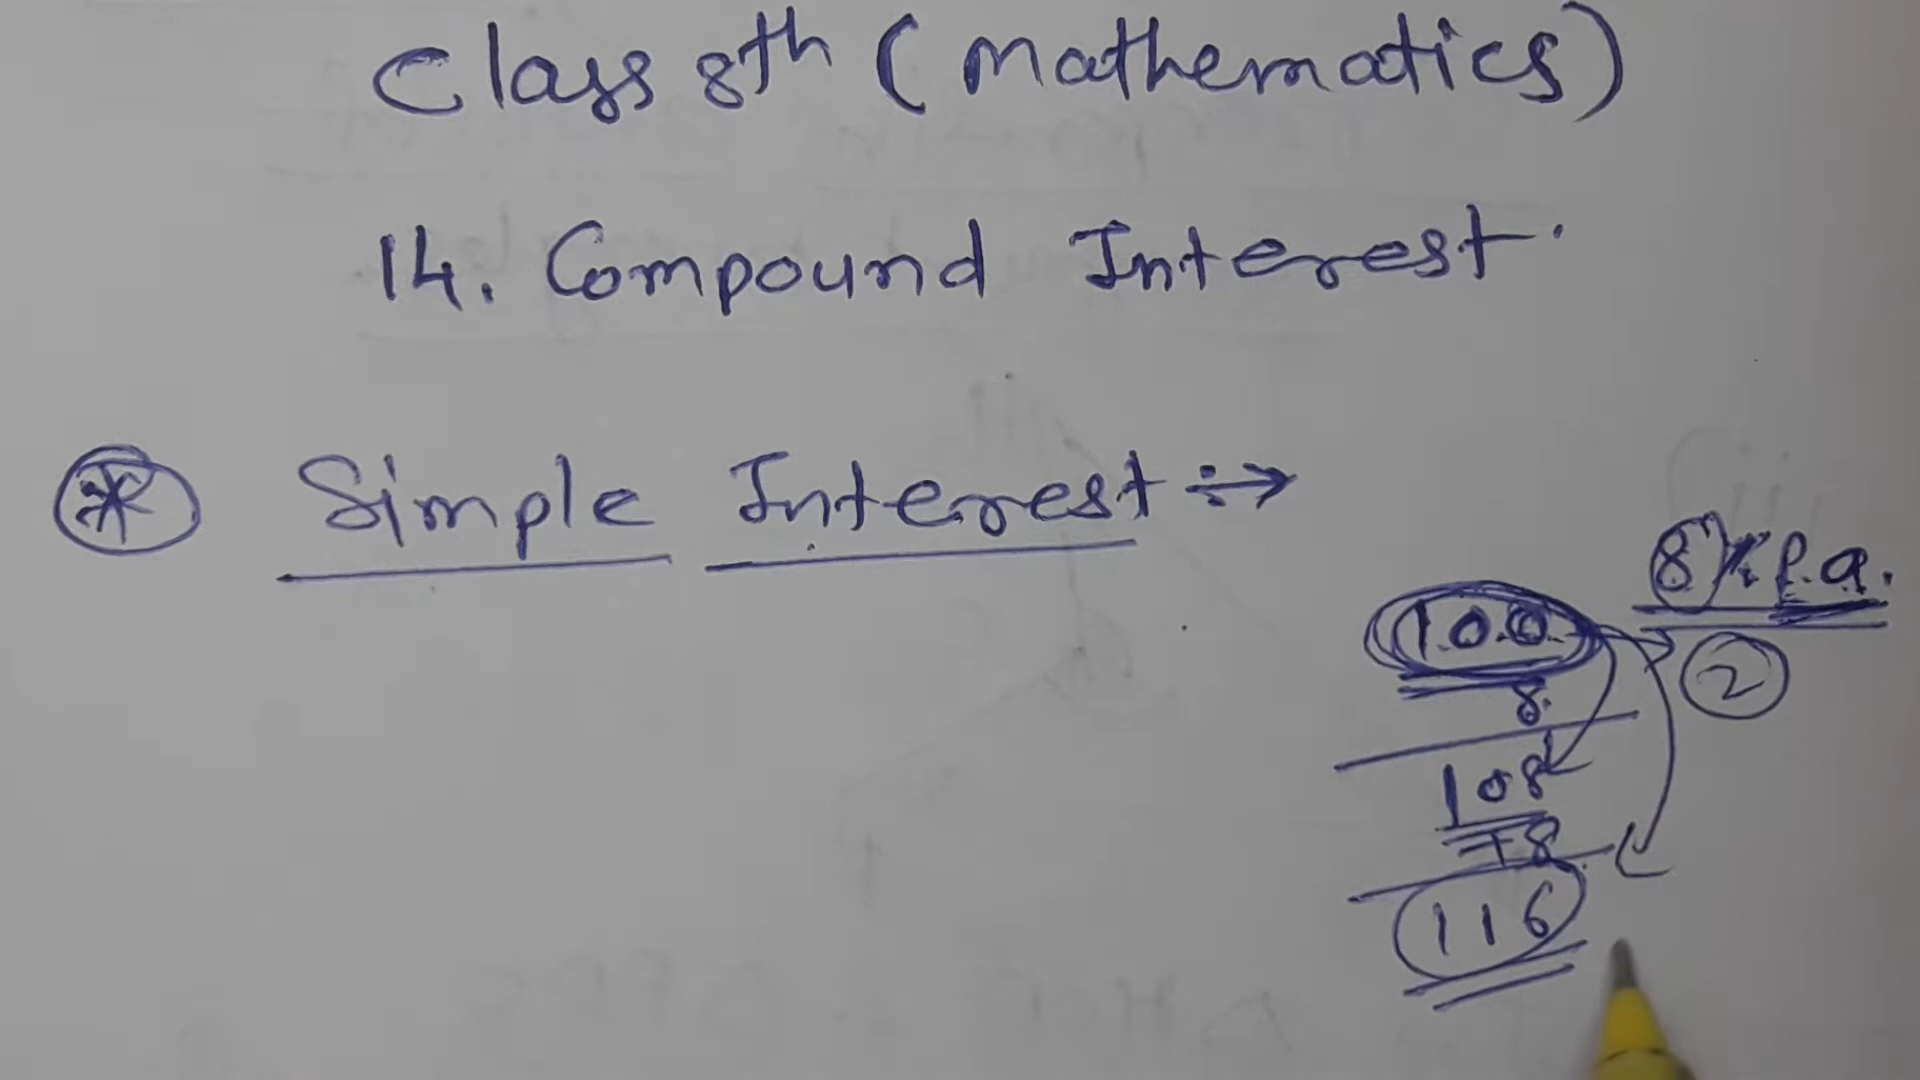 Class 8th (Mathematics)
14. Compound Interest.
* Simple Interest :→
8% P.a.
100
2
8
108
+8
116